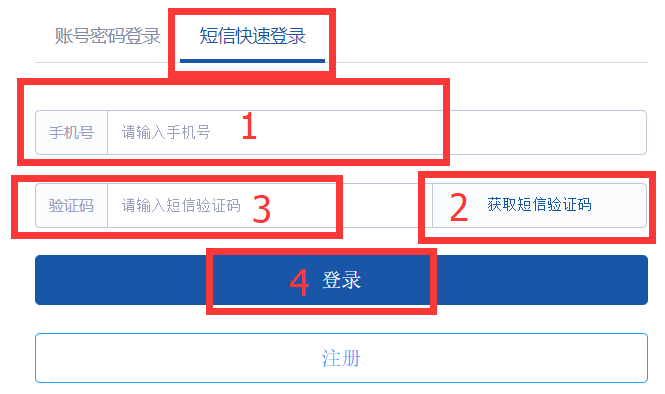 账号密码登录 短信快速登录
手机号 请输入手机号 1
验证码 请输入短信验证码 3 2 获取短信验证码
4 登录
注册